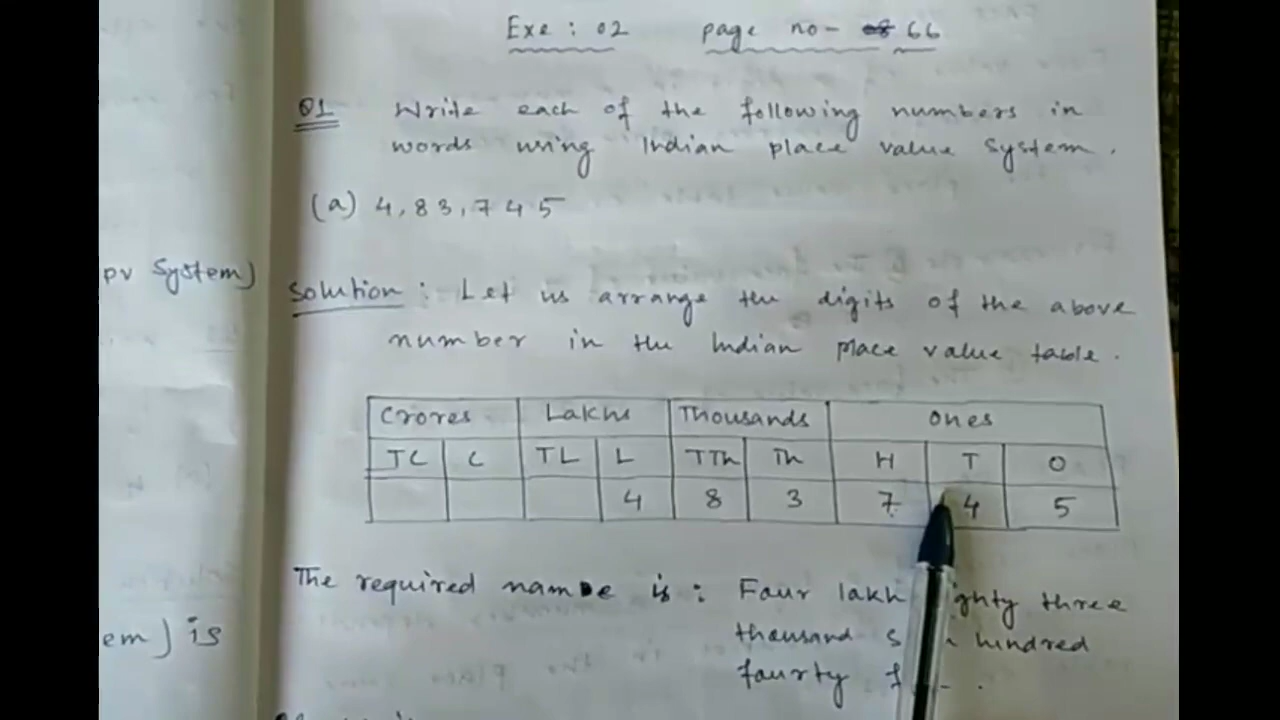 Exe : 02 page no- 66
Q1 Write each of the following numbers in
words using Indian place value system.
(a) 4,83,745
pv system)
Solution : Let us arrange the digits of the above
number in the Indian place value table.
Crores Lakhs Thousands Ones
TC C TL L TTh Th H T O
4 8 3 7 4 5
The required name is : Four lakh three
em) is
thousand hundred
fourty